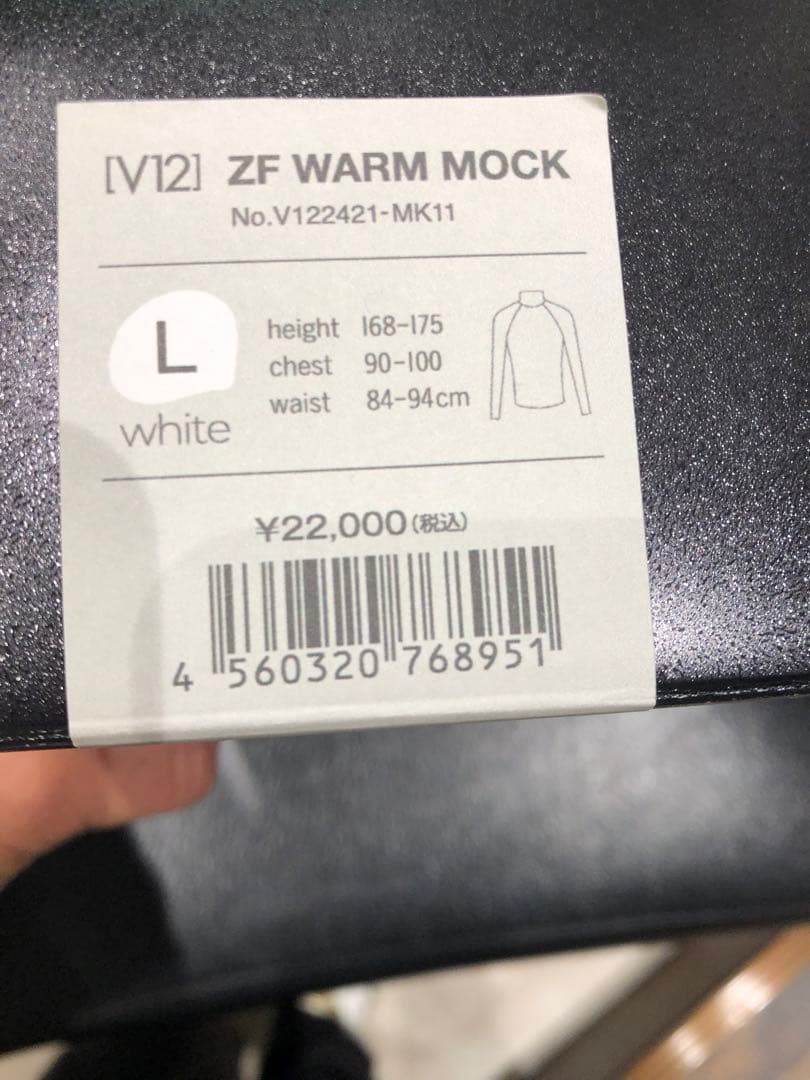 [V12] ZF WARM MOCK
No.V122421-MK11
L
white
height 168-175
chest 90-100
waist 84-94cm
¥22,000(税込)
4 560320 768951